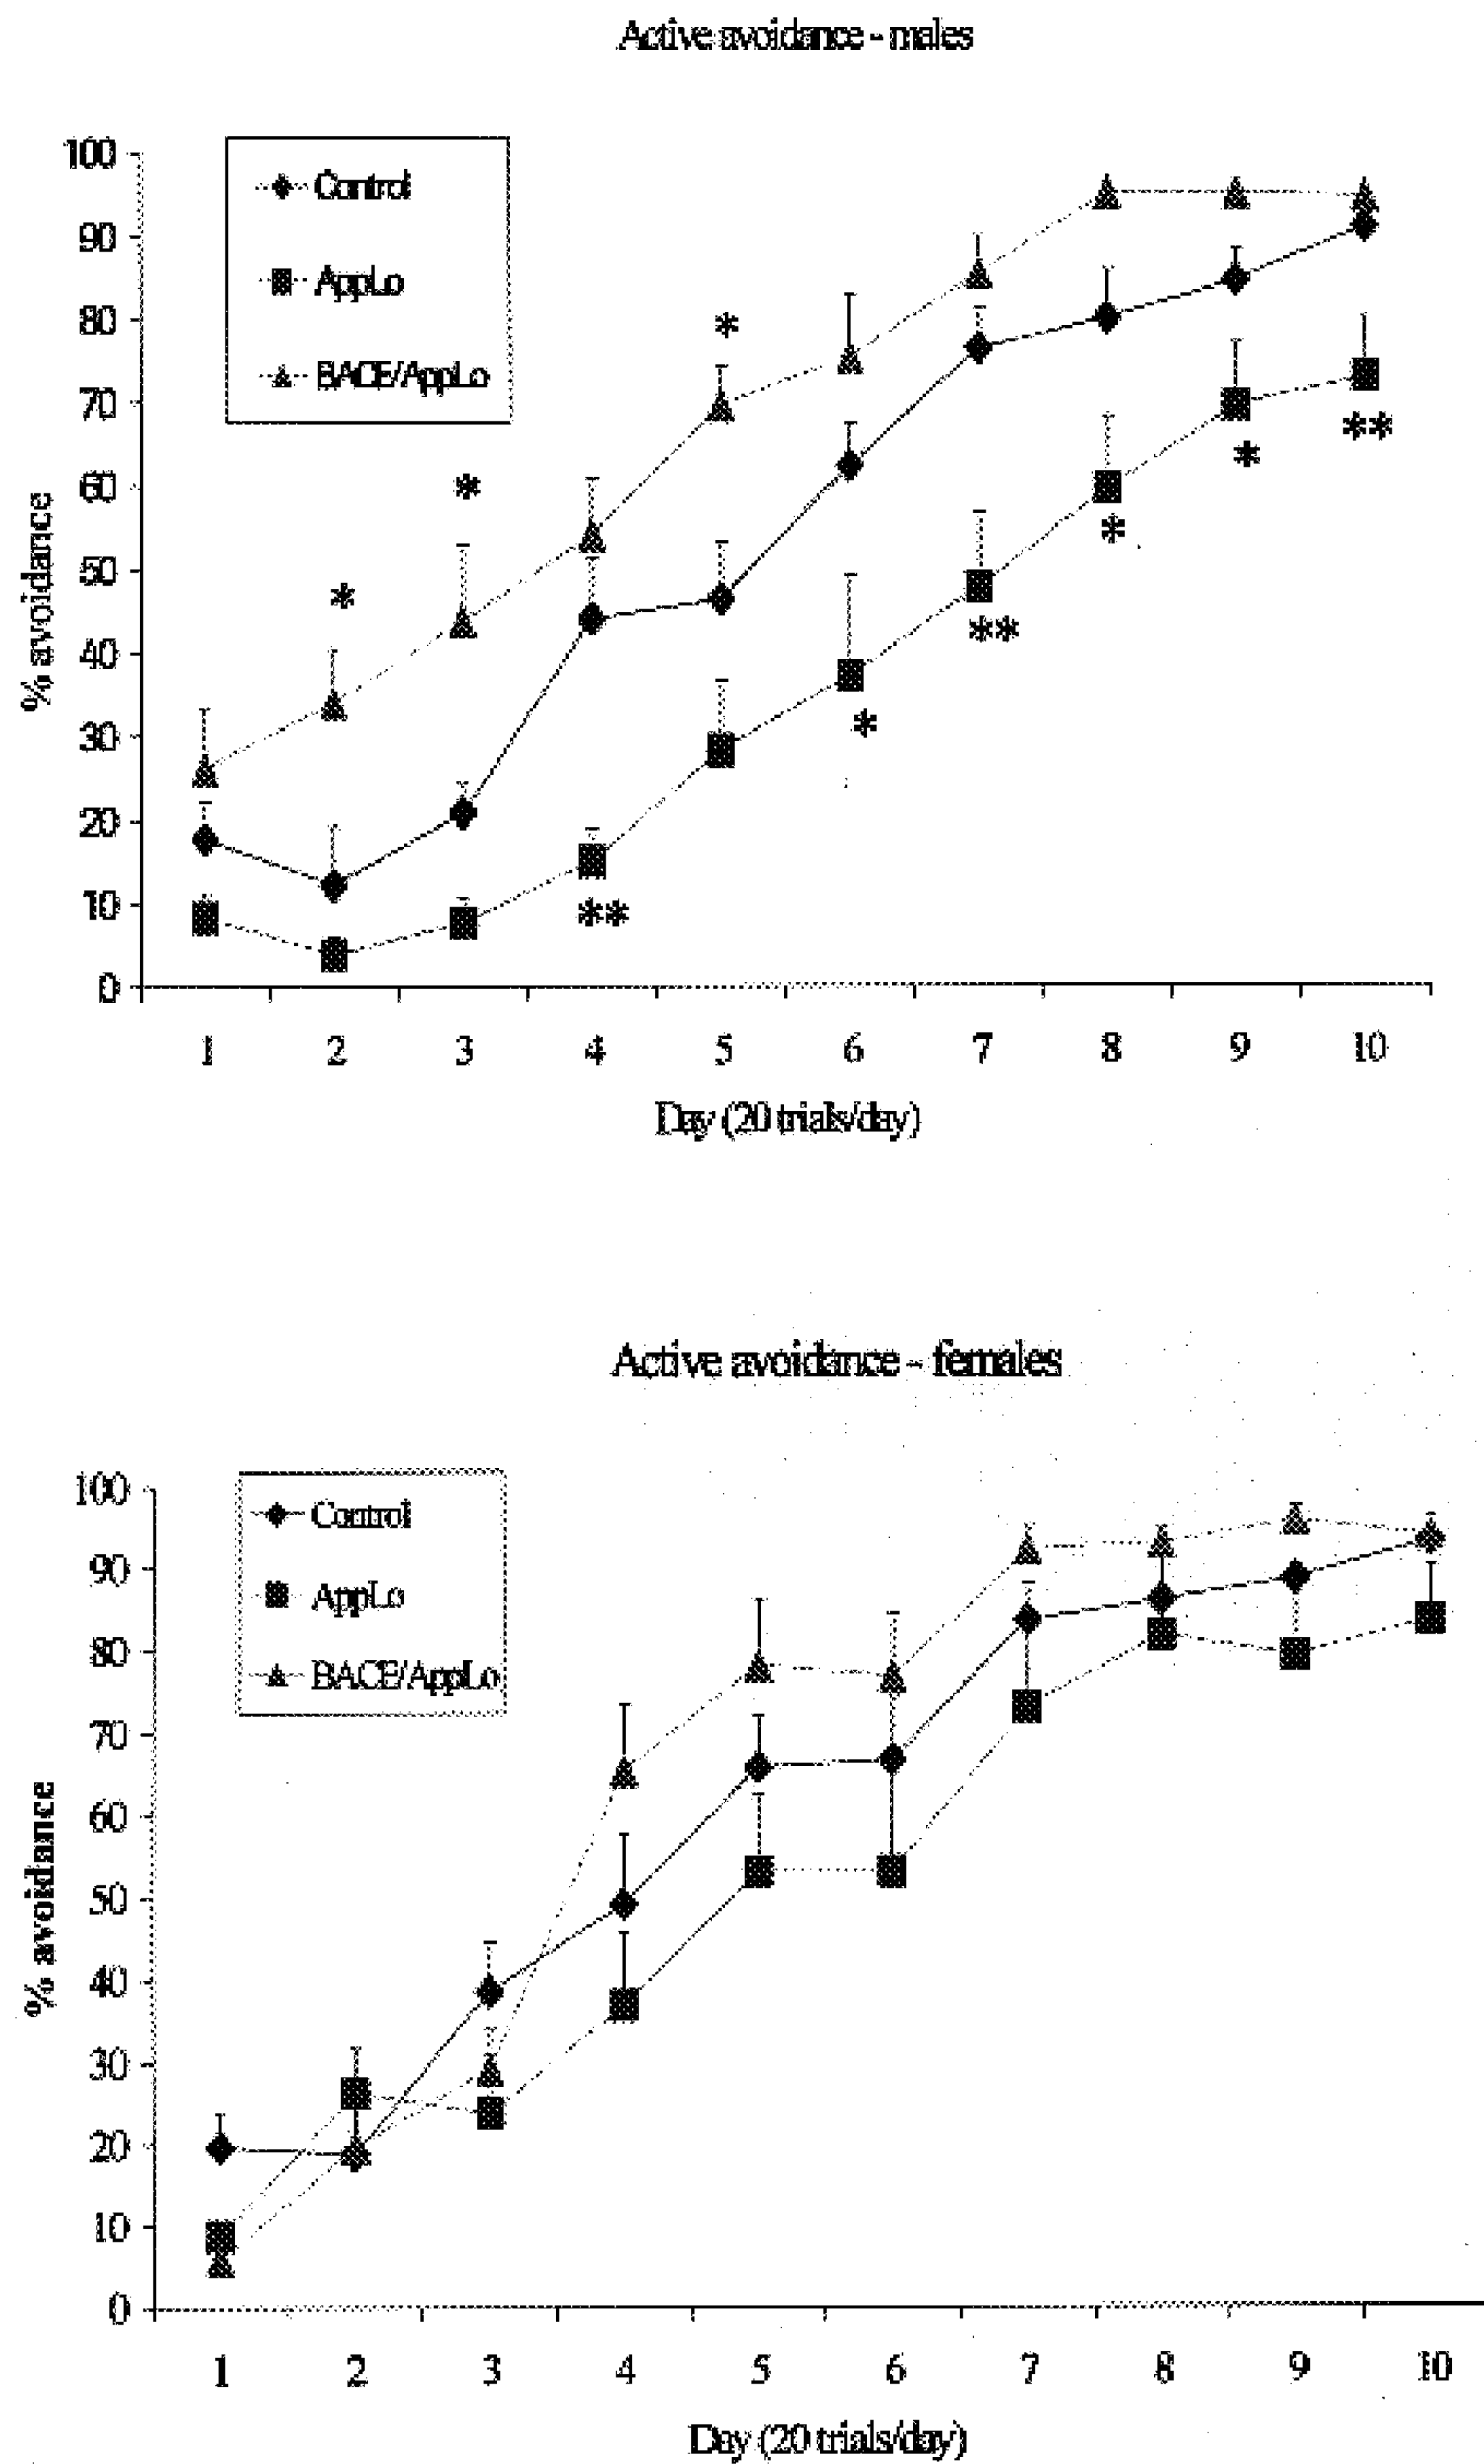 Active avoidance - males
100
90
80
70
60
50
40
30
20
10
0
% avoidance
Control
AppLo
BACE/AppLo
*
*
*
**
*
**
*
*
**
1 2 3 4 5 6 7 8 9 10
Day (20 trials/day)
Active avoidance - females
100
90
80
70
60
50
40
30
20
10
0
% avoidance
Control
AppLo
BACE/AppLo
1 2 3 4 5 6 7 8 9 10
Day (20 trials/day)